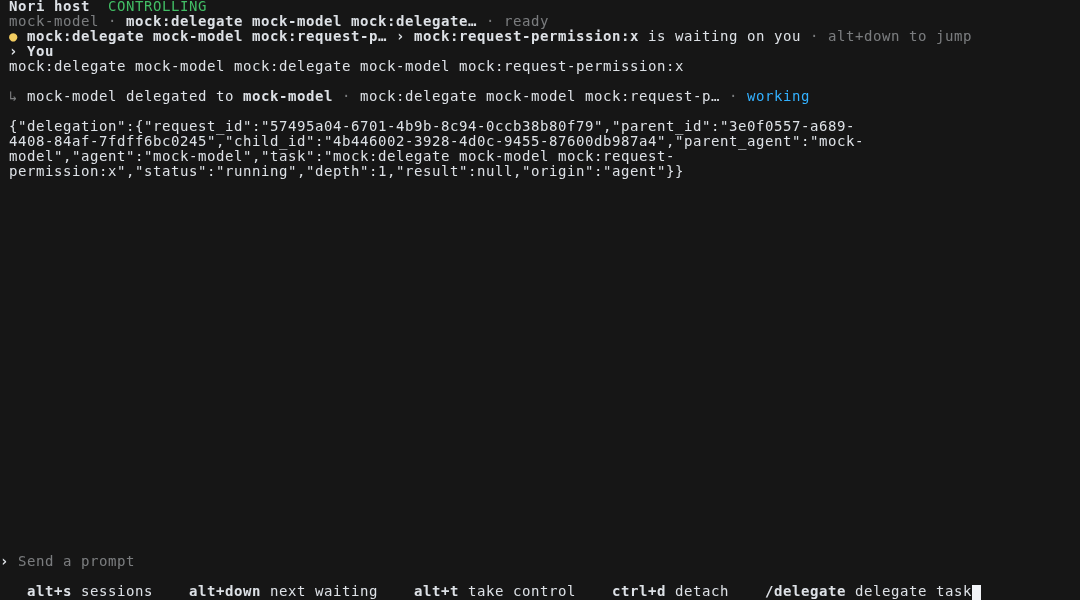 Nori host  CONTROLLING
mock-model · mock:delegate mock-model mock:delegate… · ready
● mock:delegate mock-model mock:request-p… › mock:request-permission:x is waiting on you · alt+down to jump
› You
mock:delegate mock-model mock:delegate mock-model mock:request-permission:x
↳ mock-model delegated to mock-model · mock:delegate mock-model mock:request-p… · working
{"delegation":{"request_id":"57495a04-6701-4b9b-8c94-0ccb38b80f79","parent_id":"3e0f0557-a689-
4408-84af-7fdff6bc0245","child_id":"4b446002-3928-4d0c-9455-87600db987a4","parent_agent":"mock-
model","agent":"mock-model","task":"mock:delegate mock-model mock:request-
permission:x","status":"running","depth":1,"result":null,"origin":"agent"}}
› Send a prompt
alt+s sessions    alt+down next waiting    alt+t take control    ctrl+d detach    /delegate delegate task